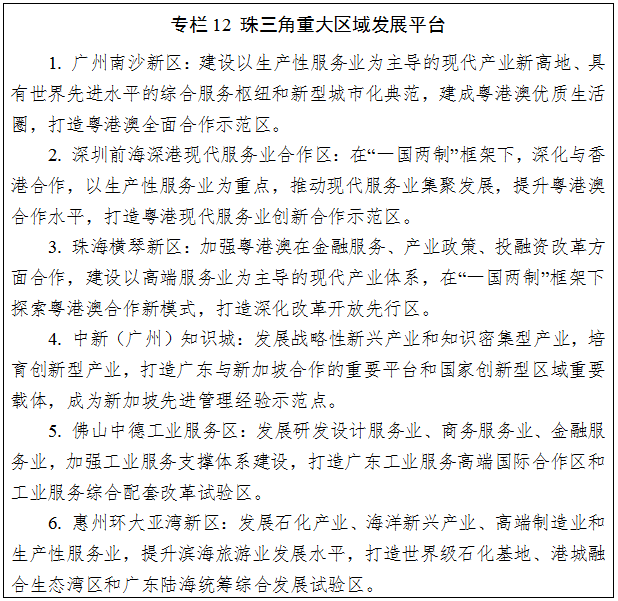 专栏 12 珠三角重大区域发展平台
1. 广州南沙新区：建设以生产性服务业为主导的现代产业新高地、具
有世界先进水平的综合服务枢纽和新型城市化典范，建成粤港澳优质生活
圈，打造粤港澳全面合作示范区。
2. 深圳前海深港现代服务业合作区：在“一国两制”框架下，深化与香
港合作，以生产性服务业为重点，推动现代服务业集聚发展，提升粤港澳
合作水平，打造粤港现代服务业创新合作示范区。
3. 珠海横琴新区：加强粤港澳在金融服务、产业政策、投融资改革方
面合作，建设以高端服务业为主导的现代产业体系，在“一国两制”框架下
探索粤港澳合作新模式，打造深化改革开放先行区。
4. 中新（广州）知识城：发展战略性新兴产业和知识密集型产业，培
育创新型产业，打造广东与新加坡合作的重要平台和国家创新型区域重要
载体，成为新加坡先进管理经验示范点。
5. 佛山中德工业服务区：发展研发设计服务业、商务服务业、金融服
务业，加强工业服务支撑体系建设，打造广东工业服务高端国际合作区和
工业服务综合配套改革试验区。
6. 惠州环大亚湾新区：发展石化产业、海洋新兴产业、高端制造业和
生产性服务业，提升滨海旅游业发展水平，打造世界级石化基地、港城融
合生态湾区和广东陆海统筹综合发展试验区。